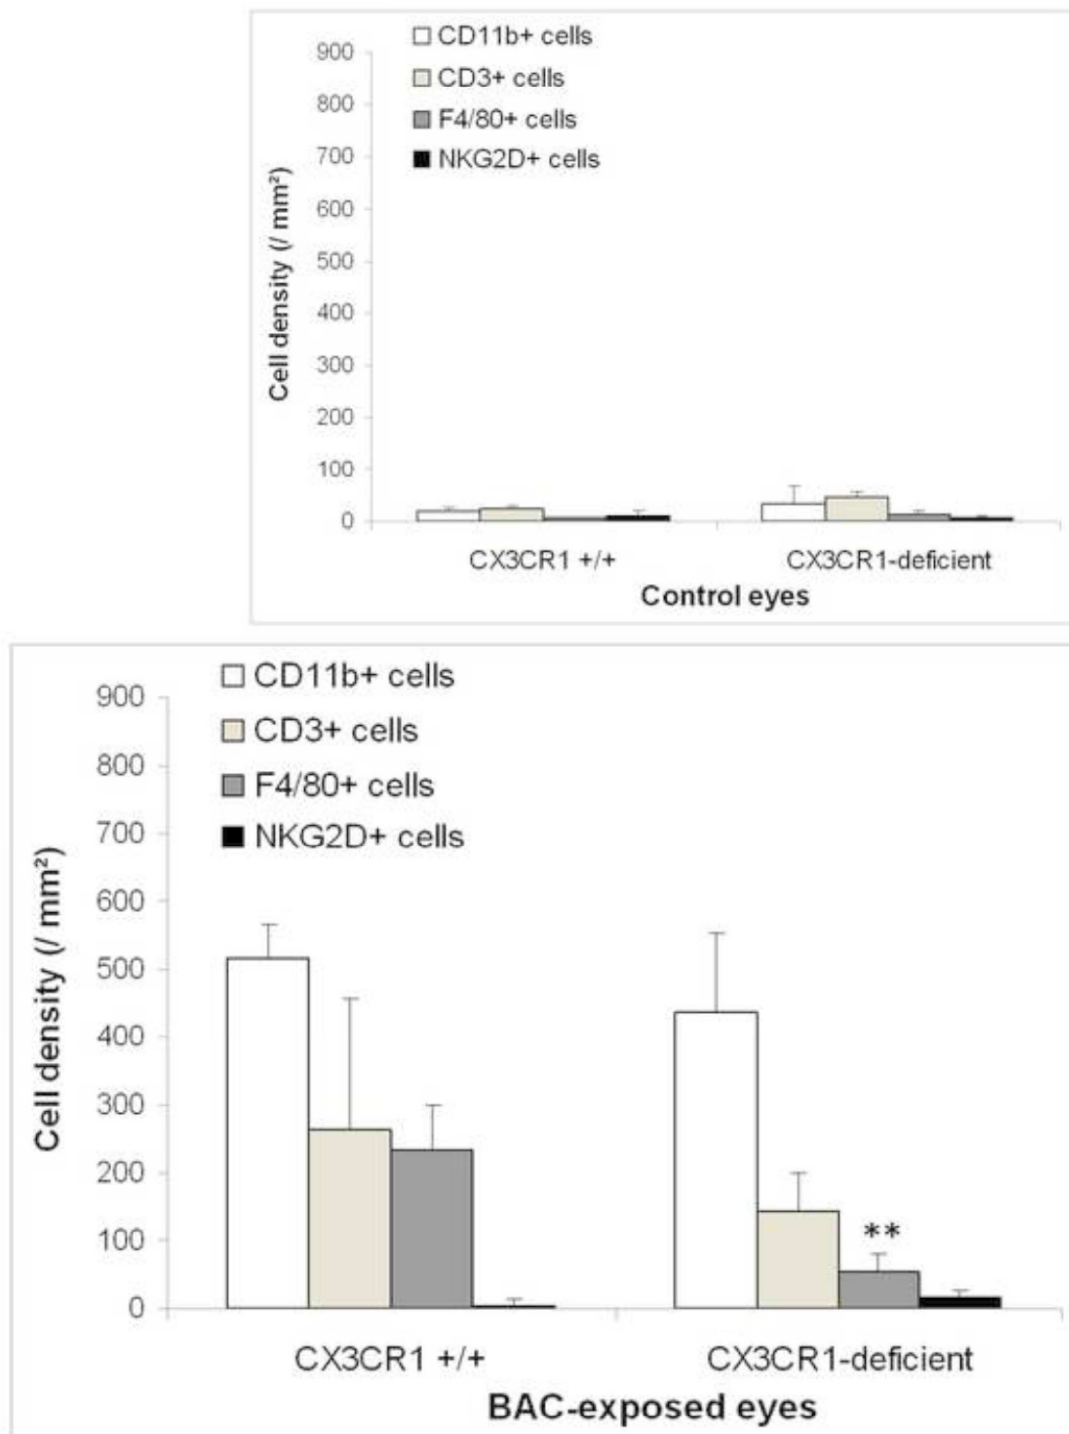 CD11b+ cells
CD3+ cells
F4/80+ cells
NKG2D+ cells
900
800
700
600
500
400
300
200
100
0
Cell density (/ mm²)
CX3CR1 +/+ CX3CR1-deficient
Control eyes
CD11b+ cells
CD3+ cells
F4/80+ cells
NKG2D+ cells
900
800
700
600
500
400
300
200
100
0
Cell density (/ mm²)
**
CX3CR1 +/+ CX3CR1-deficient
BAC-exposed eyes